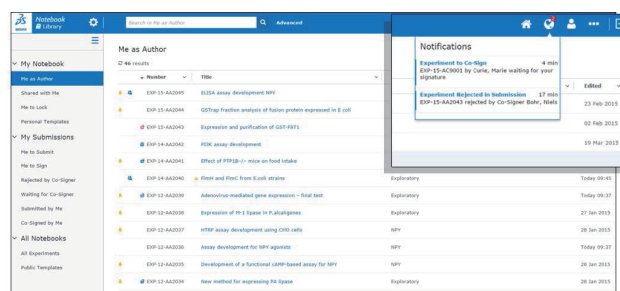 Notebook
Library
Search in Me as Author
Advanced
My Notebook
Me as Author
Shared with Me
Me to Lock
Personal Templates
My Submissions
Me to Submit
Me to Sign
Rejected by Co-Signer
Waiting for Co-Signer
Submitted by Me
Co-Signed by Me
All Notebooks
All Experiments
Public Templates
Me as Author
46 results
Number Title
EXP-15-AA2045 ELISA assay development NPY
EXP-15-AA2044 GSTrap fraction analysis of fusion protein expressed in E coli
EXP-15-AA2043 Expression and purification of GST-FAT1
EXP-14-AA2042 PI3K assay development
EXP-14-AA2041 Effect of PTP1B-/- mice on food intake
EXP-14-AA2040 FimH and FimC from E.coli strains Exploratory Today 09:45
EXP-13-AA2039 Adenovirus-mediated gene expression - final test Exploratory Today 09:37
EXP-12-AA2038 Expression of M-1 lipase in P.alcaligenes Exploratory 27 Jan 2015
EXP-12-AA2037 HTRF assay development using CHO cells NPY 28 Jan 2015
EXP-12-AA2036 Assay development for NPY agonists NPY Today 09:37
EXP-12-AA2035 Development of a functional cAMP-based assay for NPY NPY 28 Jan 2015
EXP-12-AA2034 New method for expressing PA lipase Exploratory 28 Jan 2015
Notifications
Experiment to Co-Sign 4 min
EXP-15-AC9001 by Curie, Marie waiting for your
signature
Experiment Rejected in Submission 17 min
EXP-15-AA2043 rejected by Co-Signer Bohr, Niels
Edited
23 Feb 2015
02 Feb 2015
19 Mar 2015